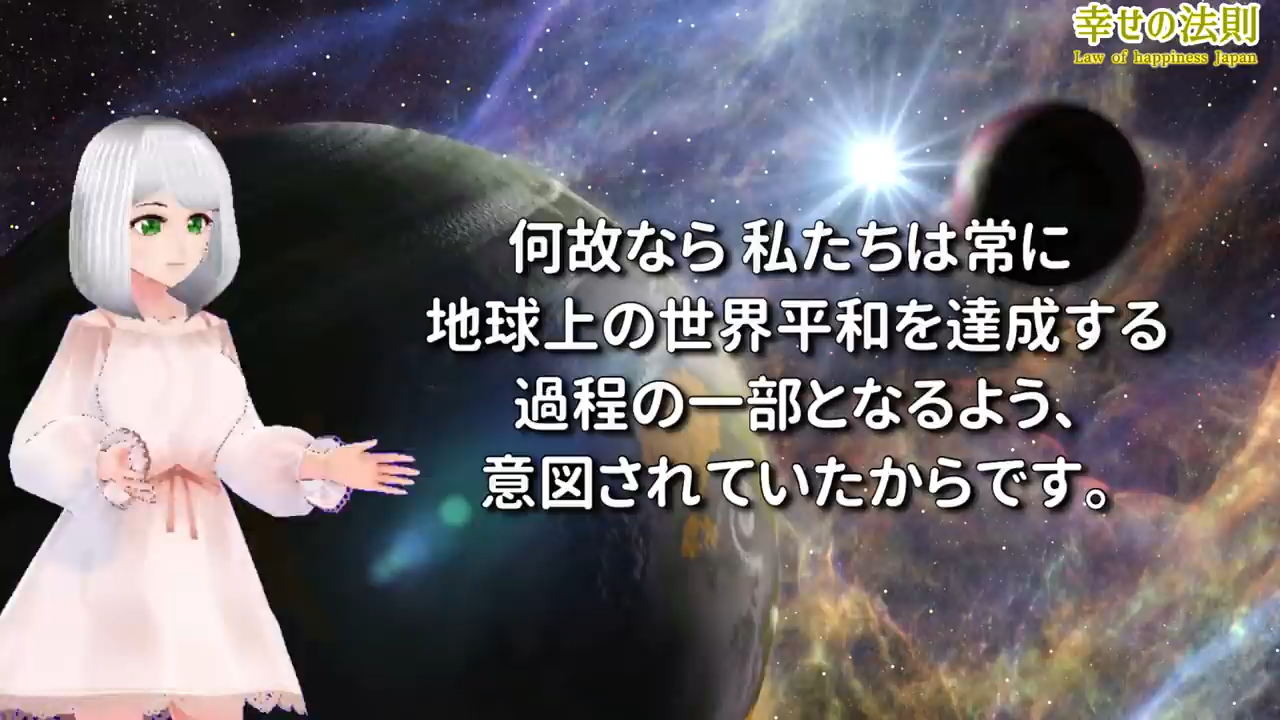 幸せの法則
Law of happiness Japan
何故なら 私たちは常に
地球上の世界平和を達成する
過程の一部となるよう、
意図されていたからです。